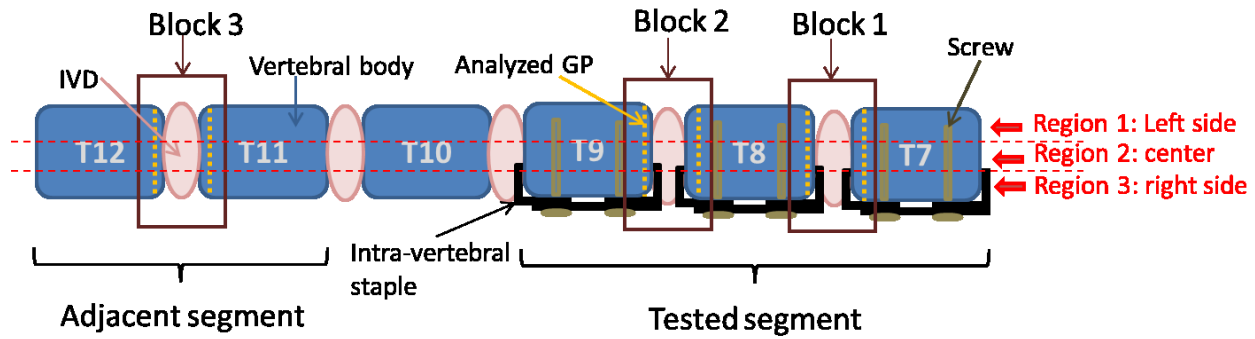 Block 3
Block 2
Block 1
IVD
Vertebral body
Analyzed GP
Screw
T12
T11
T10
T9
T8
T7
Region 1: Left side
Region 2: center
Region 3: right side
Intra-vertebral
staple
Adjacent segment
Tested segment